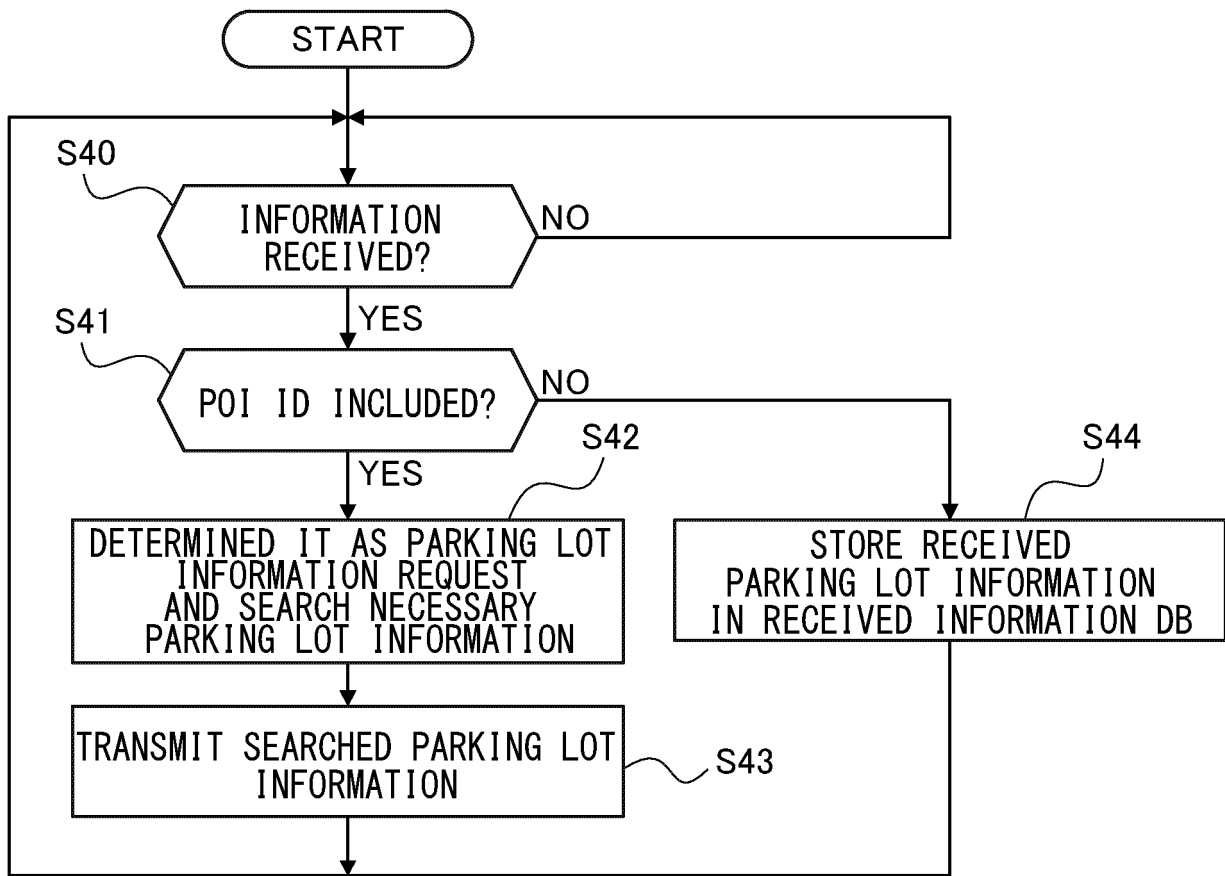 START
S40
INFORMATION
RECEIVED?
NO
YES
S41
POI ID INCLUDED?
NO
YES
S42
DETERMINED IT AS PARKING LOT
INFORMATION REQUEST
AND SEARCH NECESSARY
PARKING LOT INFORMATION
S44
STORE RECEIVED
PARKING LOT INFORMATION
IN RECEIVED INFORMATION DB
TRANSMIT SEARCHED PARKING LOT
INFORMATION
S43